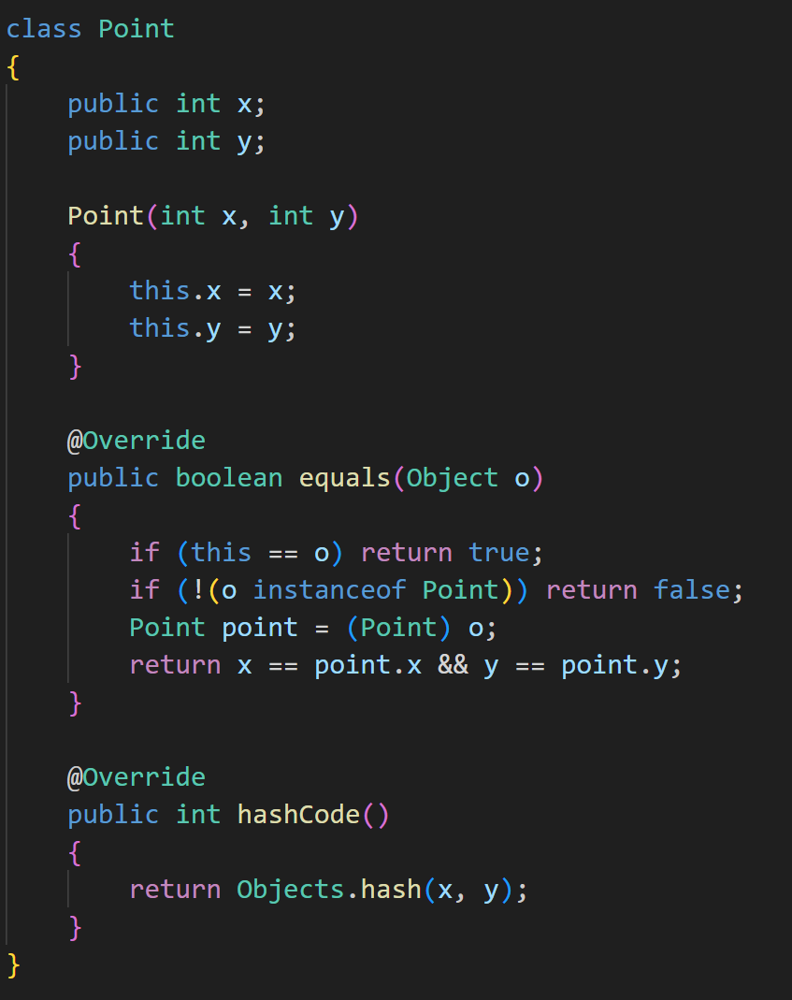 class Point
{
    public int x;
    public int y;

    Point(int x, int y)
    {
        this.x = x;
        this.y = y;
    }

    @Override
    public boolean equals(Object o)
    {
        if (this == o) return true;
        if (!(o instanceof Point)) return false;
        Point point = (Point) o;
        return x == point.x && y == point.y;
    }

    @Override
    public int hashCode()
    {
        return Objects.hash(x, y);
    }
}